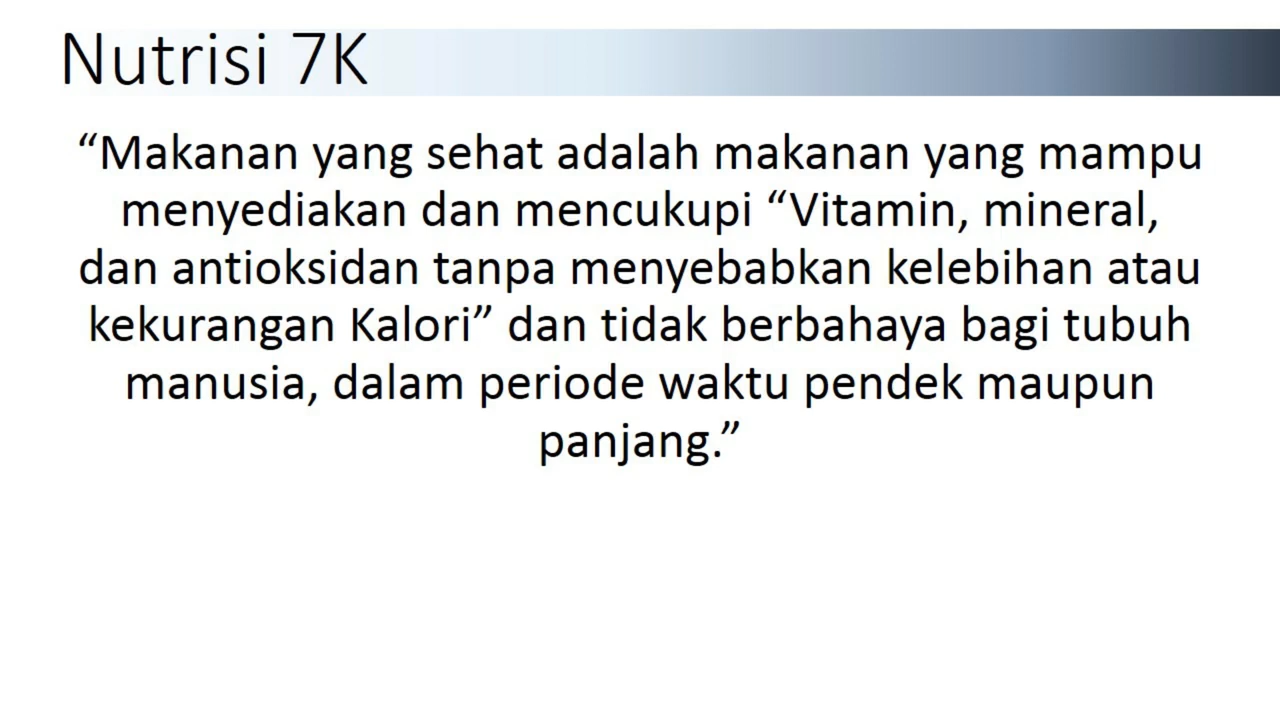 Nutrisi 7K
“Makanan yang sehat adalah makanan yang mampu
menyediakan dan mencukupi “Vitamin, mineral,
dan antioksidan tanpa menyebabkan kelebihan atau
kekurangan Kalori” dan tidak berbahaya bagi tubuh
manusia, dalam periode waktu pendek maupun
panjang.”